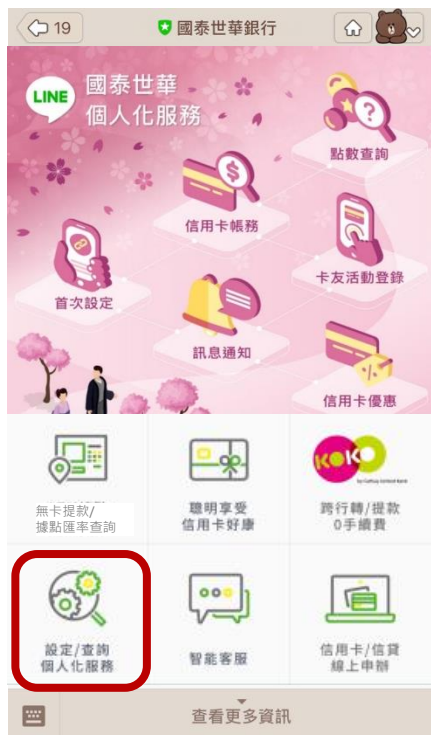 19
國泰世華銀行
LINE
國泰世華
個人化服務
點數查詢
信用卡帳務
卡友活動登錄
首次設定
訊息通知
信用卡優惠
無卡提款/
據點匯率查詢
聰明享受
信用卡好康
KOKO
by Cathay United Bank
跨行轉/提款
0手續費
設定/查詢
個人化服務
智能客服
信用卡/信貸
線上申辦
查看更多資訊